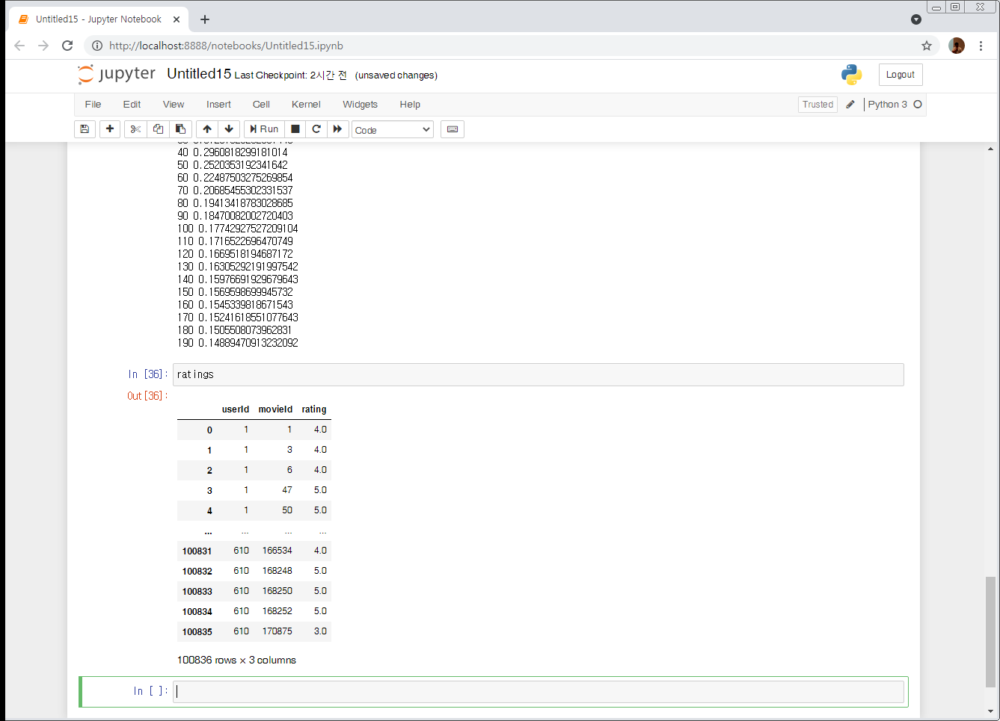 Untitled15 - Jupyter Notebook
http://localhost:8888/notebooks/Untitled15.ipynb
jupyter Untitled15 Last Checkpoint: 2시간 전 (unsaved changes) Logout
File Edit View Insert Cell Kernel Widgets Help Trusted Python 3
Run Code
40 0.2960818299181014
50 0.2520353192341642
60 0.22487503275269854
70 0.20685455302331537
80 0.19413418783028685
90 0.18470082002720403
100 0.17742927527209104
110 0.1716522696470749
120 0.1669518194687172
130 0.16305292191997542
140 0.15976691929679643
150 0.1569598699945732
160 0.1545339818671543
170 0.15241618551077643
180 0.1505508073962831
190 0.14889470913232092
In [36]: ratings
Out[36]:
userId movieId rating
0 1 1 4.0
1 1 3 4.0
2 1 6 4.0
3 1 47 5.0
4 1 50 5.0
... ... ... ...
100831 610 166534 4.0
100832 610 168248 5.0
100833 610 168250 5.0
100834 610 168252 5.0
100835 610 170875 3.0
100836 rows × 3 columns
In [ ]: